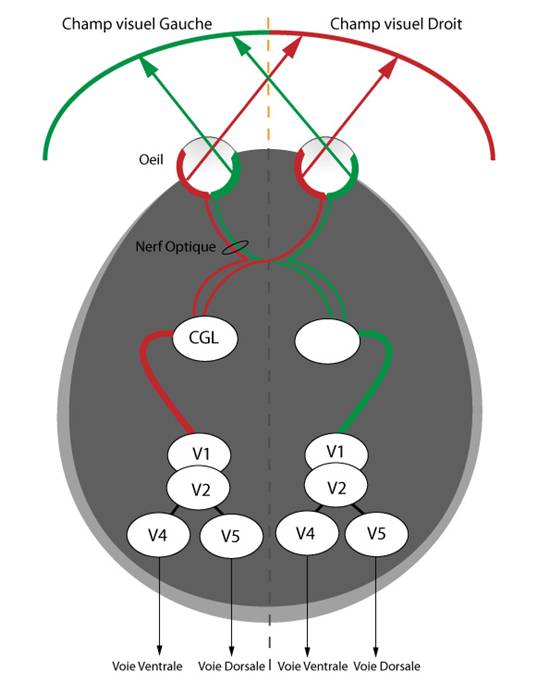 Champ visuel Gauche
Champ visuel Droit
Oeil
Nerf Optique
CGL
V1
V1
V2
V2
V4
V5
V4
V5
Voie Ventrale
Voie Dorsale
Voie Ventrale
Voie Dorsale